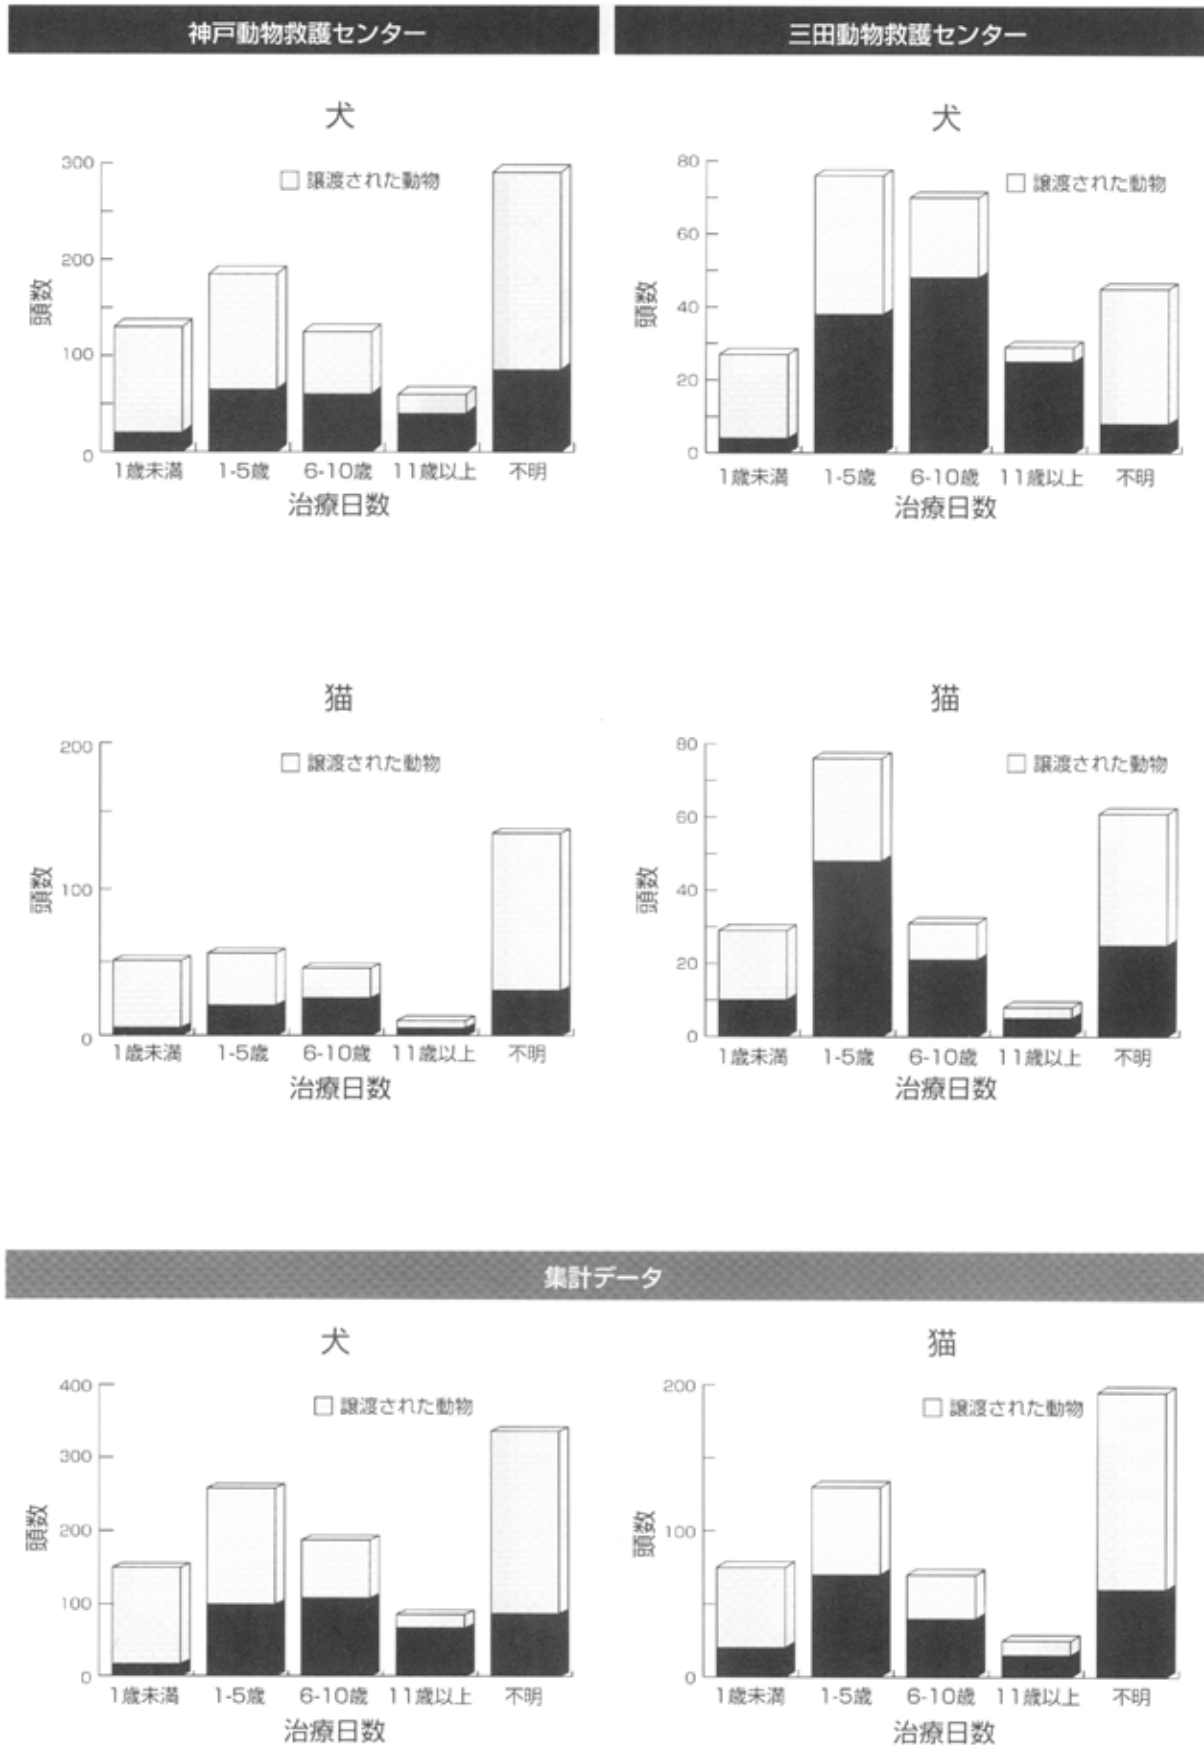 神戸動物救護センター
三田動物救護センター
犬
300
200
100
0
頭数
譲渡された動物
1歳未満
1-5歳
6-10歳
11歳以上
不明
治療日数
犬
80
60
40
20
0
頭数
譲渡された動物
1歳未満
1-5歳
6-10歳
11歳以上
不明
治療日数
猫
200
100
0
頭数
譲渡された動物
1歳未満
1-5歳
6-10歳
11歳以上
不明
治療日数
猫
80
60
40
20
0
頭数
譲渡された動物
1歳未満
1-5歳
6-10歳
11歳以上
不明
治療日数
集計データ
犬
400
300
200
100
0
頭数
譲渡された動物
1歳未満
1-5歳
6-10歳
11歳以上
不明
治療日数
猫
200
100
0
頭数
譲渡された動物
1歳未満
1-5歳
6-10歳
11歳以上
不明
治療日数